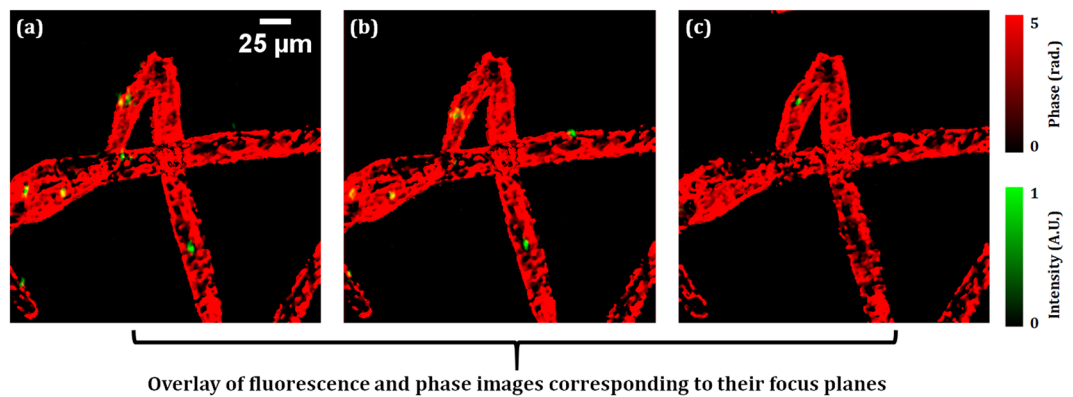 (a)
25 µm
(b)
(c)
5
Phase (rad.)
0
1
Intensity (A.U.)
0
Overlay of fluorescence and phase images corresponding to their focus planes